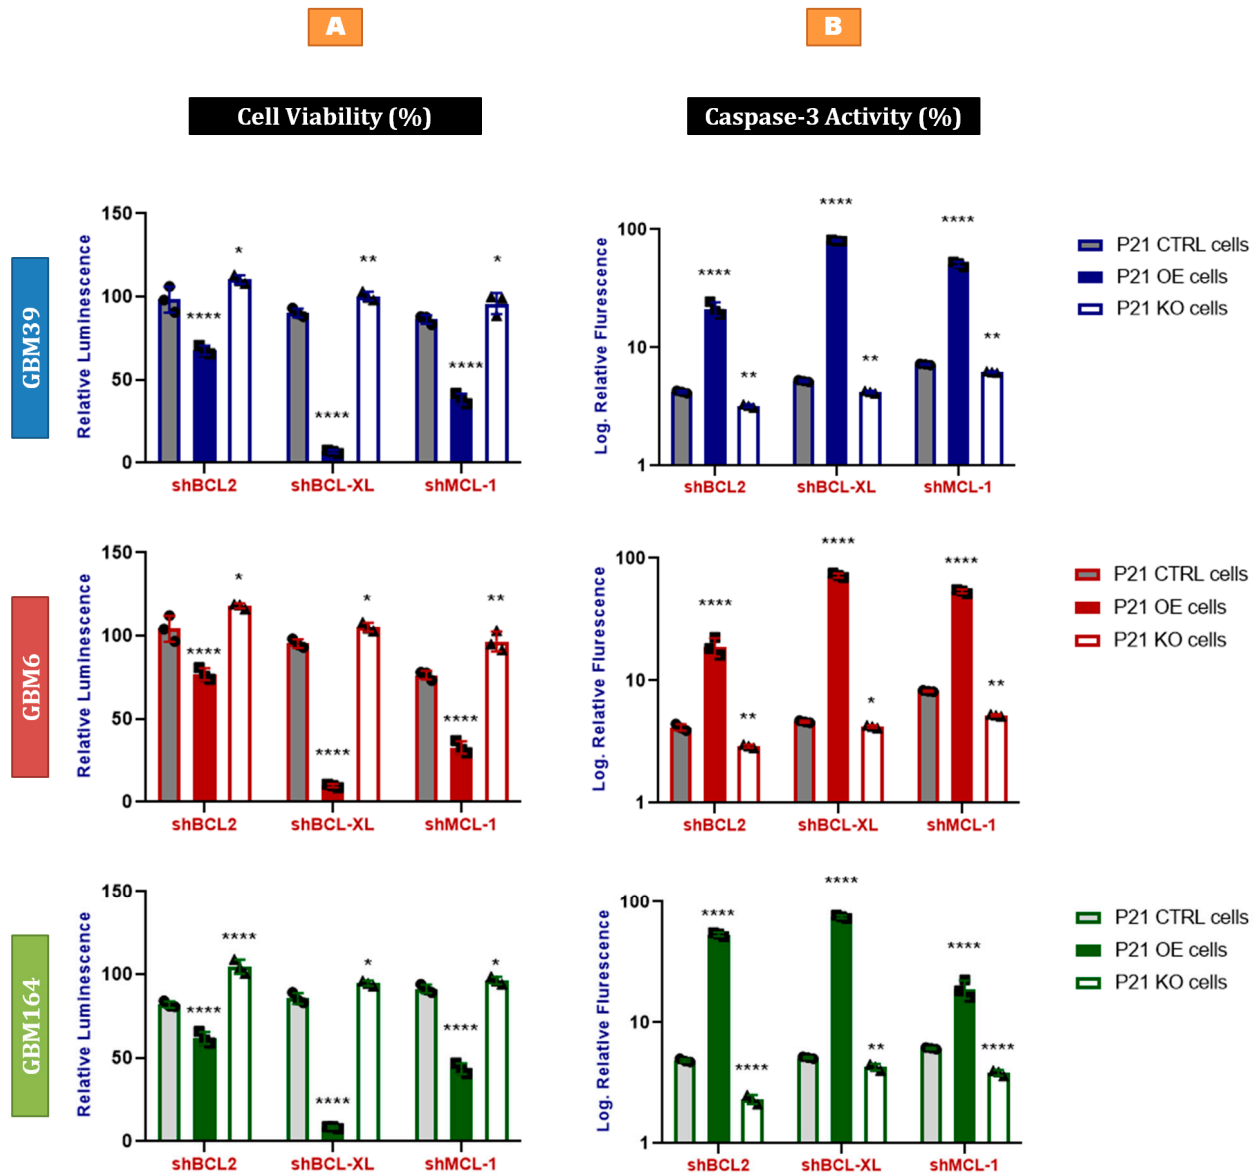 A
B
Cell Viability (%)
Caspase-3 Activity (%)
GBM39
Relative Luminescence
150
100
50
0
*
****
**
****
*
****
shBCL2
shBCL-XL
shMCL-1
Log. Relative Flurescence
100
10
1
****
**
****
**
****
**
shBCL2
shBCL-XL
shMCL-1
P21 CTRL cells
P21 OE cells
P21 KO cells
GBM6
Relative Luminescence
150
100
50
0
*
****
*
****
**
****
shBCL2
shBCL-XL
shMCL-1
Log. Relative Flurescence
100
10
1
****
**
****
*
****
**
shBCL2
shBCL-XL
shMCL-1
P21 CTRL cells
P21 OE cells
P21 KO cells
GBM164
Relative Luminescence
150
100
50
0
****
****
*
****
*
****
shBCL2
shBCL-XL
shMCL-1
Log. Relative Flurescence
100
10
1
****
****
****
**
****
****
shBCL2
shBCL-XL
shMCL-1
P21 CTRL cells
P21 OE cells
P21 KO cells